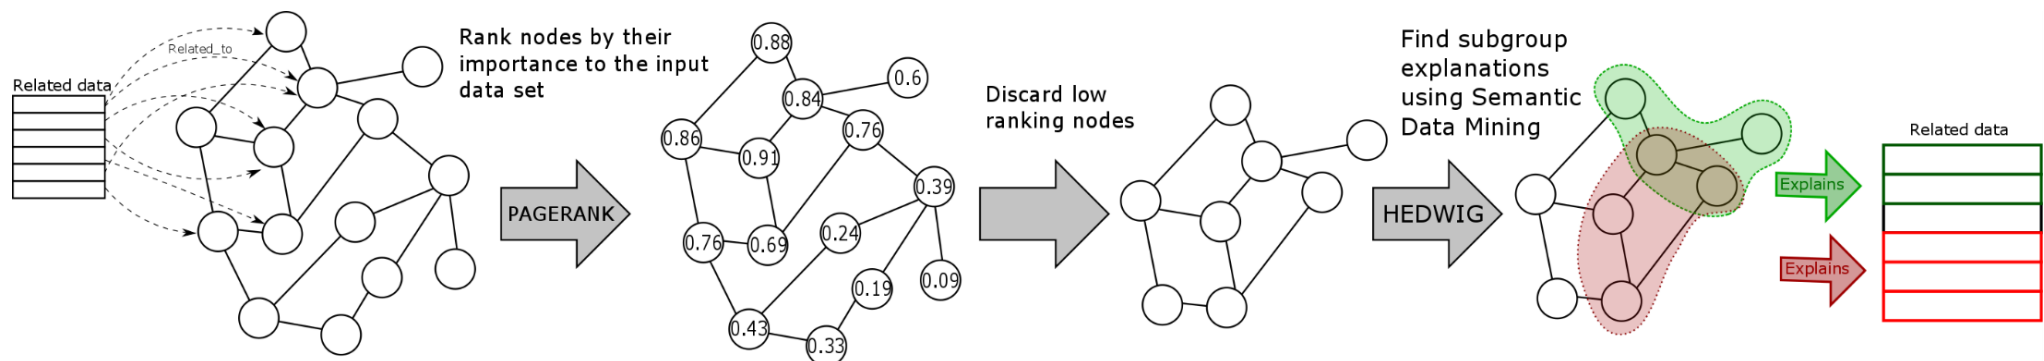 Related data
Related_to
Rank nodes by their
importance to the input
data set
PAGERANK
0.88
0.6
0.84
0.76
0.86
0.91
0.39
0.76
0.69
0.24
0.09
0.19
0.43
0.33
Discard low
ranking nodes
Find subgroup
explanations
using Semantic
Data Mining
HEDWIG
Explains
Explains
Related data